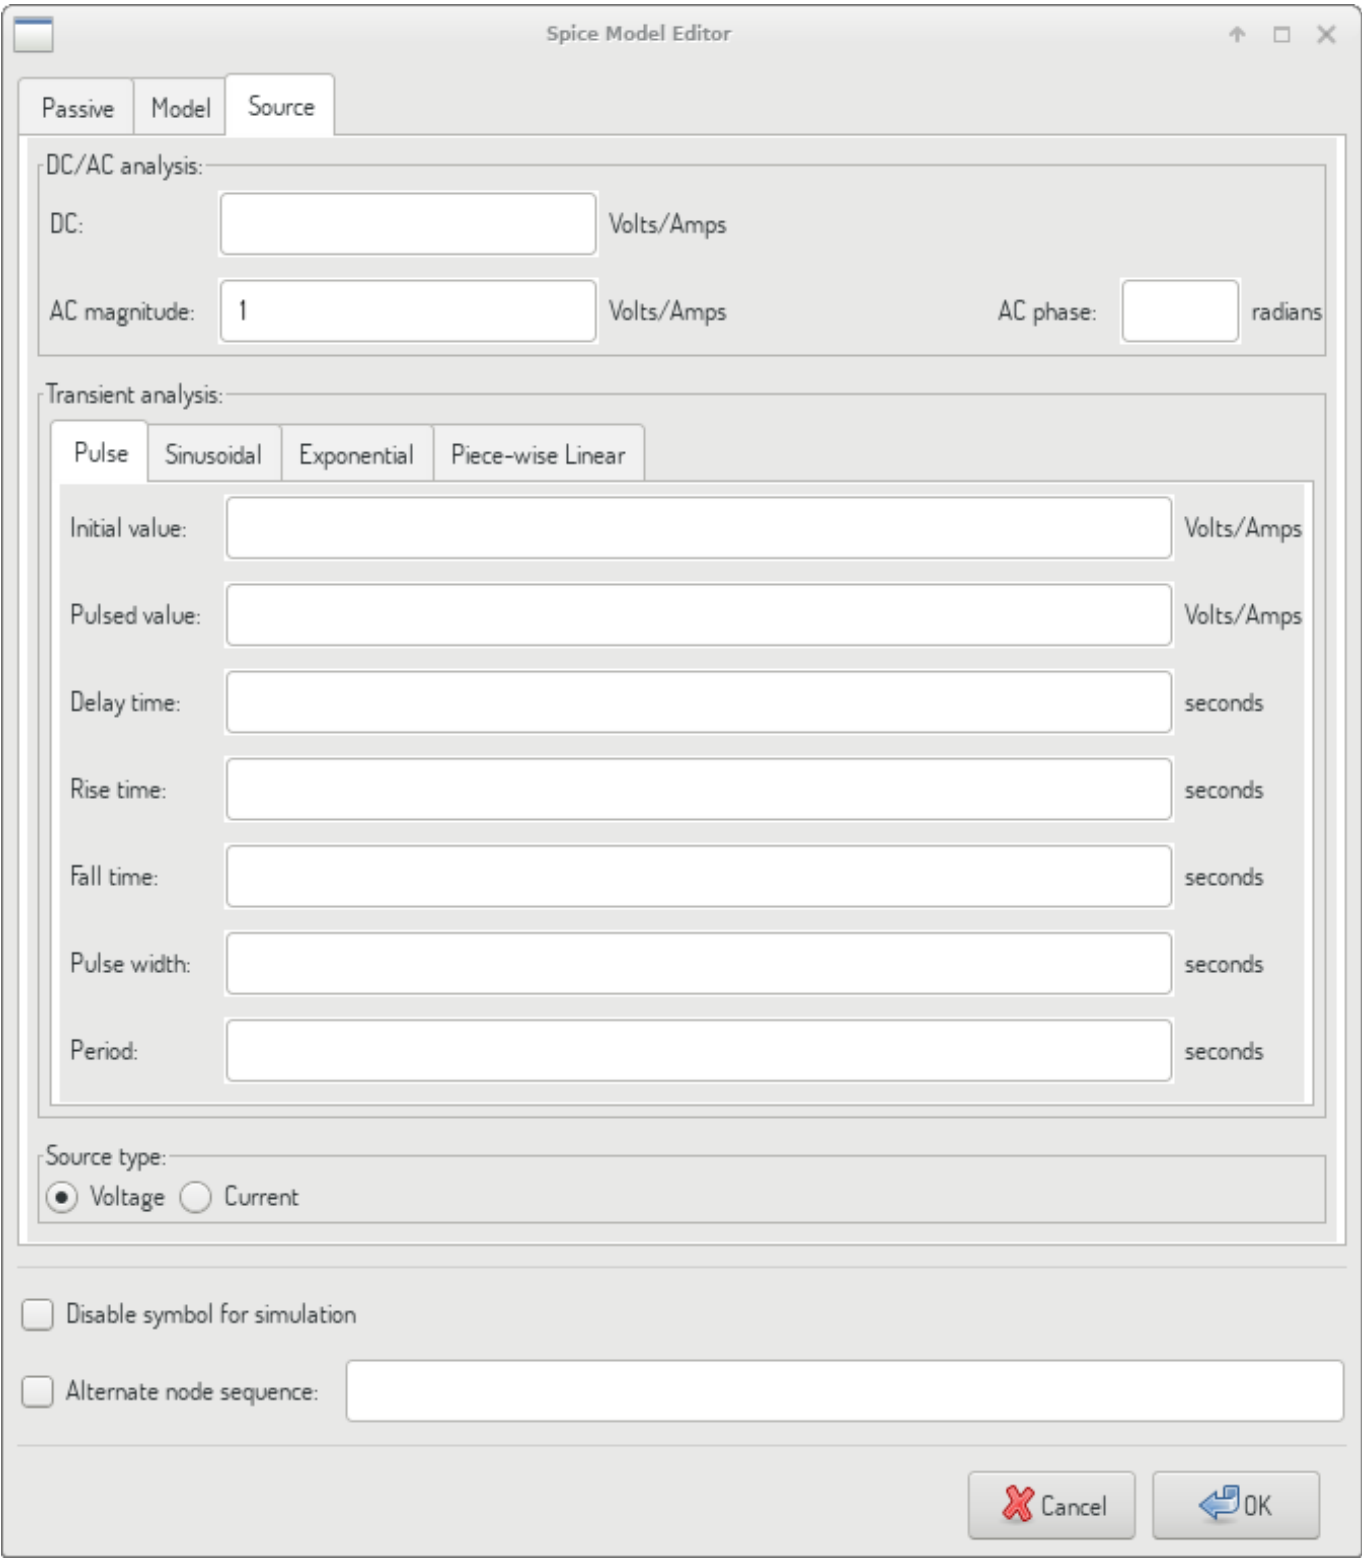 Spice Model Editor
Passive Model Source
DC/AC analysis:
DC: Volts/Amps
AC magnitude: 1 Volts/Amps AC phase: radians
Transient analysis:
Pulse Sinusoidal Exponential Piece-wise Linear
Initial value: Volts/Amps
Pulsed value: Volts/Amps
Delay time: seconds
Rise time: seconds
Fall time: seconds
Pulse width: seconds
Period: seconds
Source type:
Voltage Current
Disable symbol for simulation
Alternate node sequence:
Cancel OK